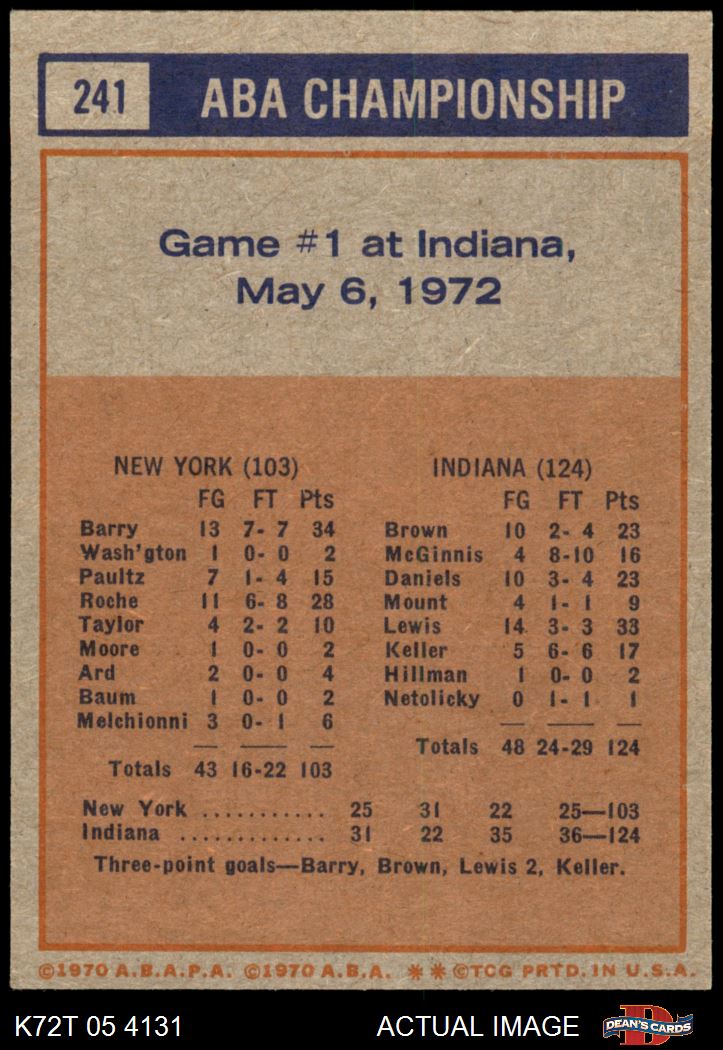 241 ABA CHAMPIONSHIP
Game #1 at Indiana,
May 6, 1972
NEW YORK (103)
FG FT Pts
Barry 13 7- 7 34
Wash'gton 1 0- 0 2
Paultz 7 1- 4 15
Roche 11 6- 8 28
Taylor 4 2- 2 10
Moore 1 0- 0 2
Ard 2 0- 0 4
Baum 1 0- 0 2
Melchionni 3 0- 1 6
Totals 43 16-22 103
INDIANA (124)
FG FT Pts
Brown 10 2- 4 23
McGinnis 4 8-10 16
Daniels 10 3- 4 23
Mount 4 1- 1 9
Lewis 14 3- 3 33
Keller 5 6- 6 17
Hillman 1 0- 0 2
Netolicky 0 1- 1 1
Totals 48 24-29 124
New York ........... 25 31 22 25—103
Indiana ............. 31 22 35 36—124
Three-point goals—Barry, Brown, Lewis 2, Keller.
©1970 A.B.A.P.A. ©1970 A.B.A. ✱✱©TCG PRTD. IN U.S.A.
K72T 05 4131 ACTUAL IMAGE DEAN'S CARDS